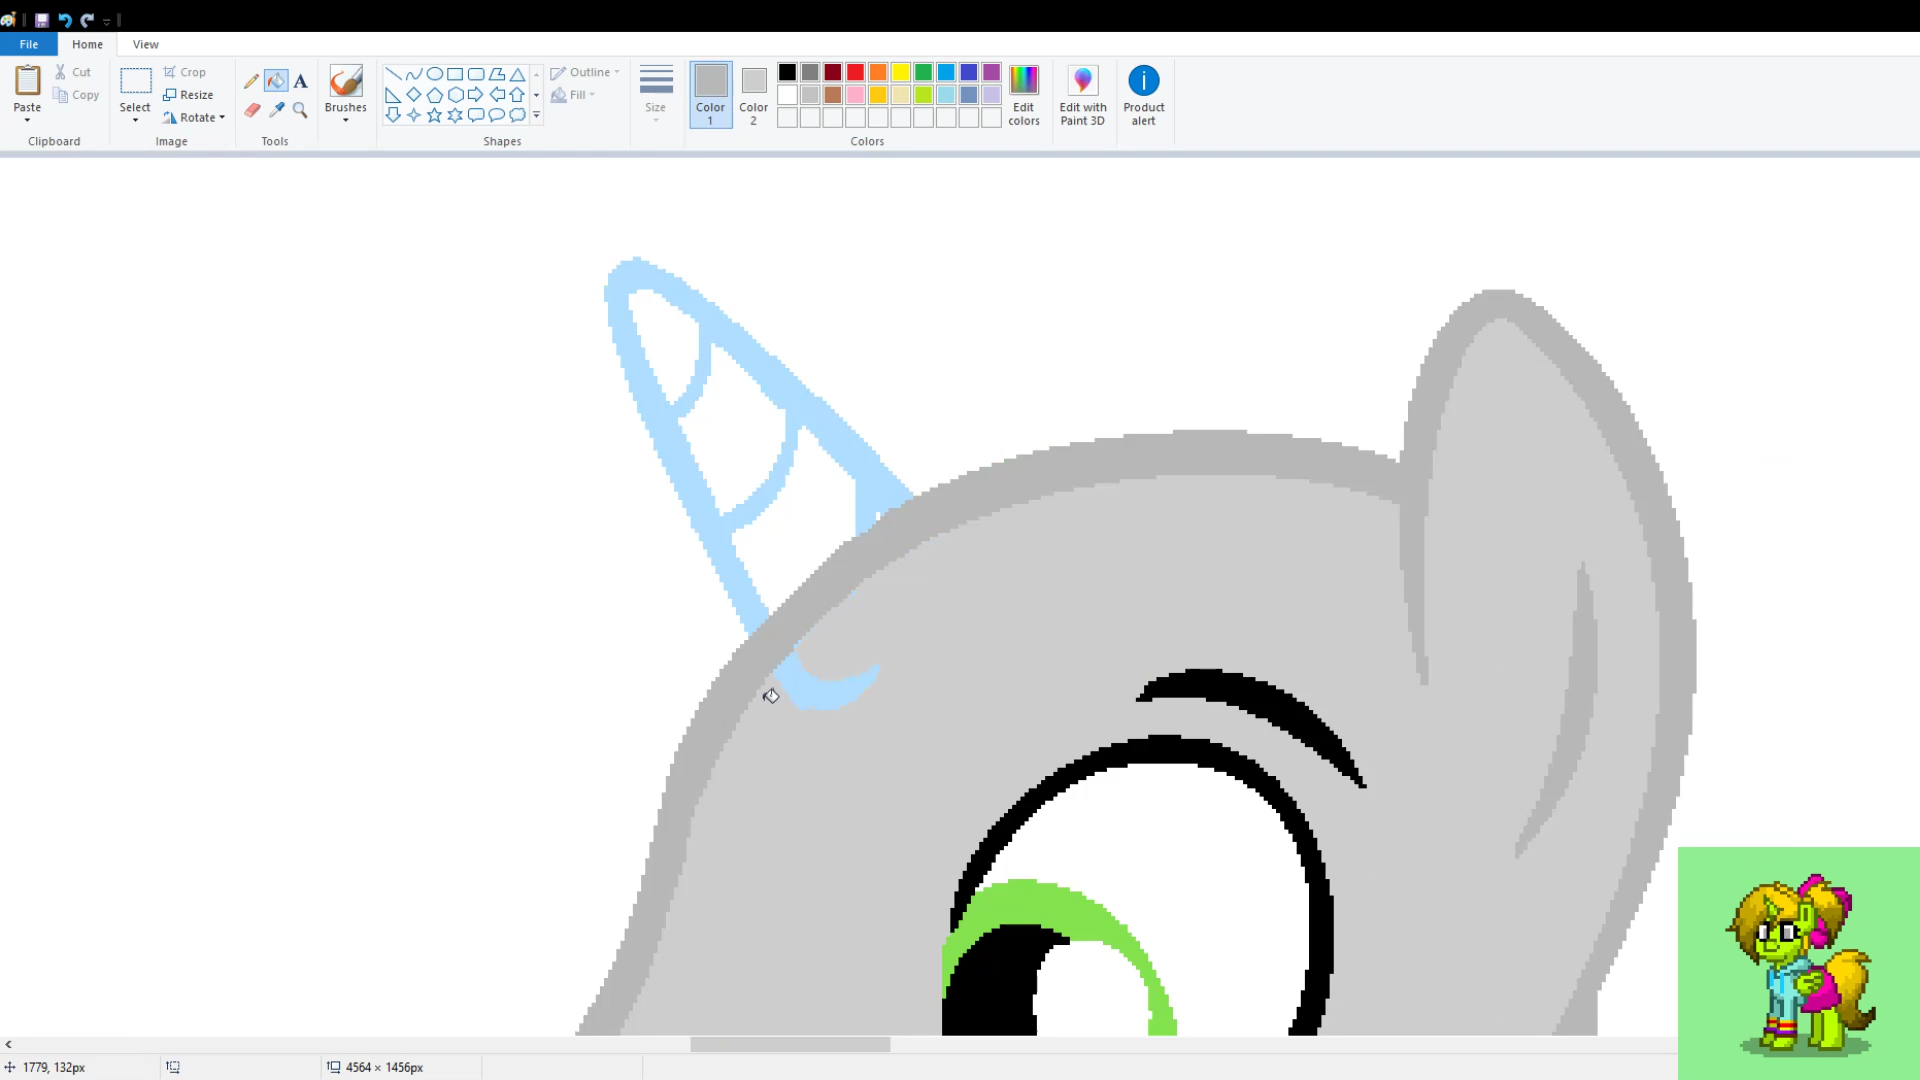 File Home View
Paste
Cut
Copy
Clipboard
Select
Crop
Resize
Rotate
Image
A
Tools
Brushes
Shapes
Outline
Fill
Size
Color
1
Color
2
Edit
colors
Colors
Edit with
Paint 3D
Product
alert
1779, 132px
4564 × 1456px